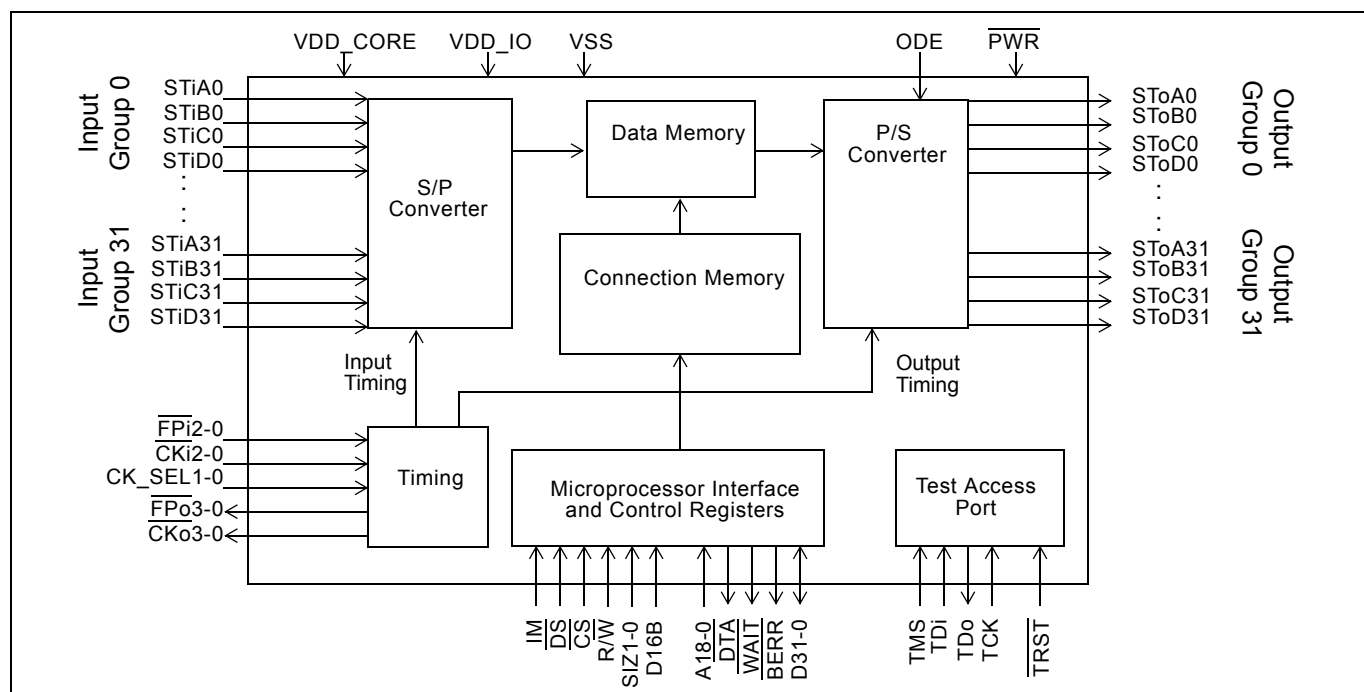 VDD_CORE
VDD_IO
VSS
ODE
PWR
Input
Group 0
STiA0
STiB0
STiC0
STiD0
:
:
Input
Group 31
STiA31
STiB31
STiC31
STiD31
S/P
Converter
Data Memory
Connection Memory
P/S
Converter
SToA0
SToB0
SToC0
SToD0
:
:
Output
Group 0
SToA31
SToB31
SToC31
SToD31
Output
Group 31
Input
Timing
Output
Timing
FPi2-0
CKi2-0
CK_SEL1-0
FPo3-0
CKo3-0
Timing
Microprocessor Interface
and Control Registers
Test Access
Port
IM
DS
CS
R/W
SIZ1-0
D16B
A18-0
DTA
WAIT
BERR
D31-0
TMS
TDi
TDo
TCK
TRST